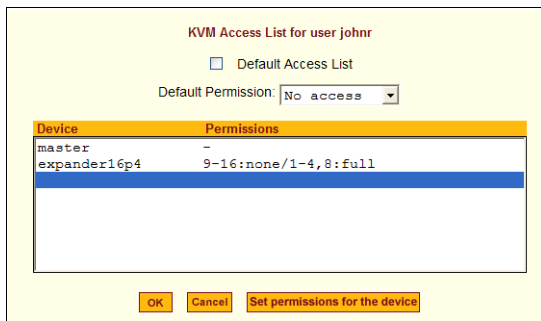 KVM Access List for user johnr
Default Access List
Default Permission: No access
Device Permissions
master -
expander16p4 9-16:none/1-4,8:full
OK Cancel Set permissions for the device